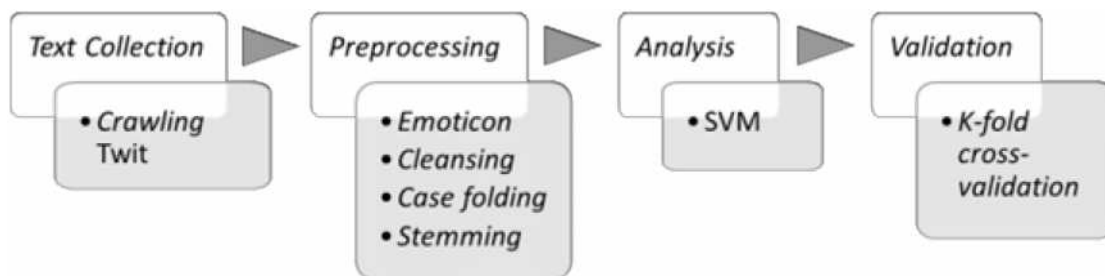 Text Collection
• Crawling
Twit
Preprocessing
• Emoticon
• Cleansing
• Case folding
• Stemming
Analysis
• SVM
Validation
• K-fold
cross-
validation